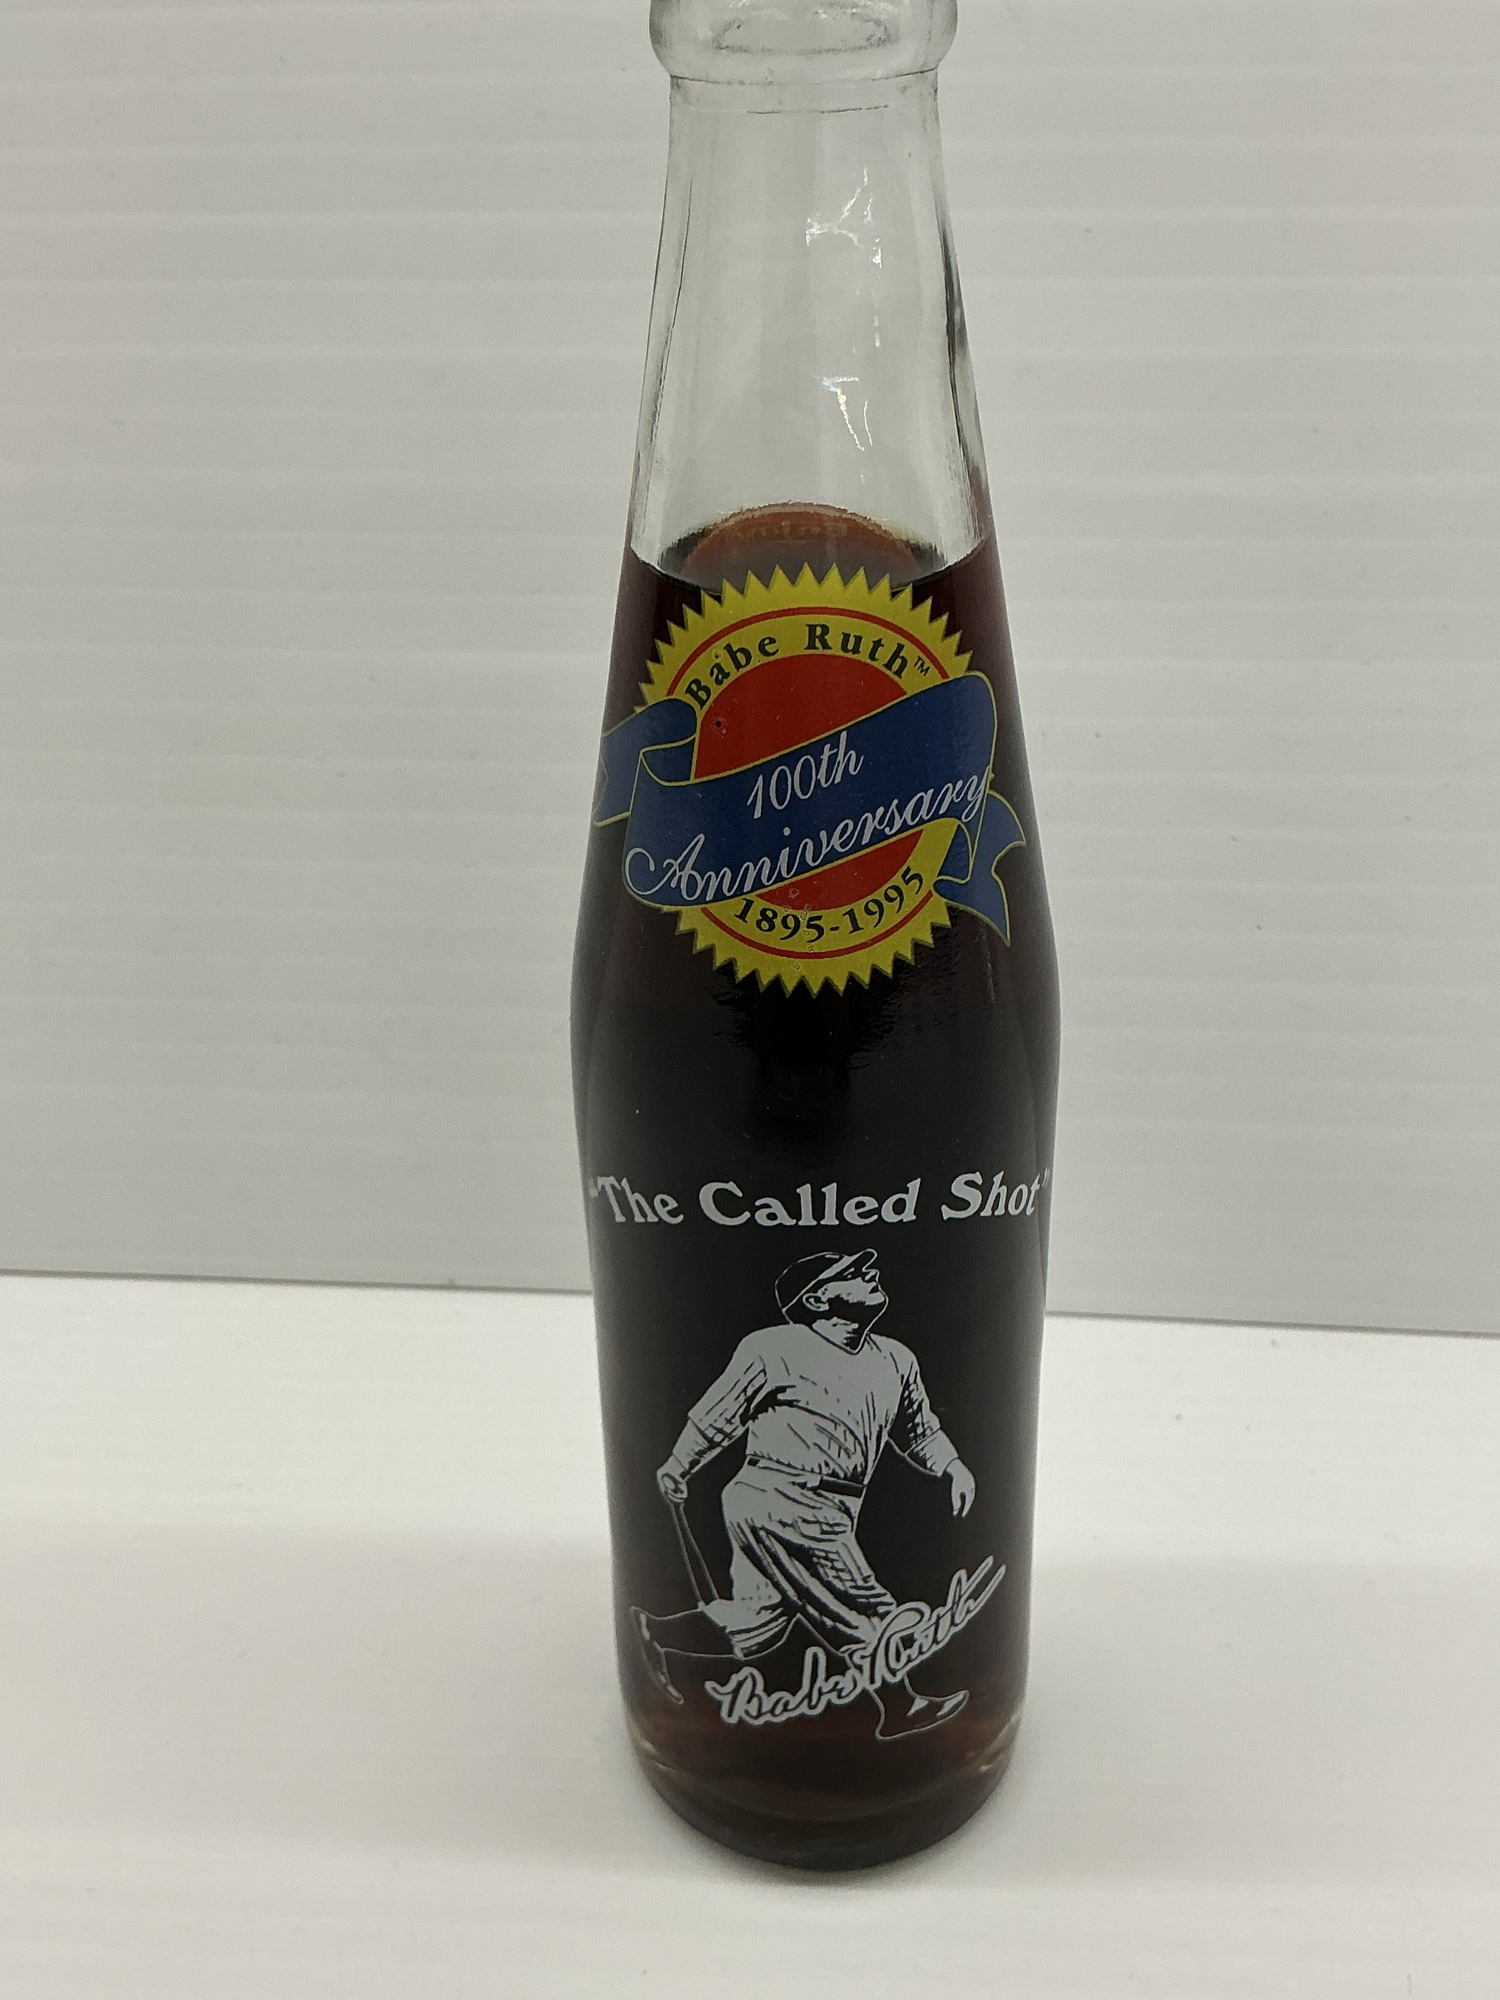 Babe Ruth™
100th
Anniversary
1895-1995
"The Called Shot"
Babe Ruth